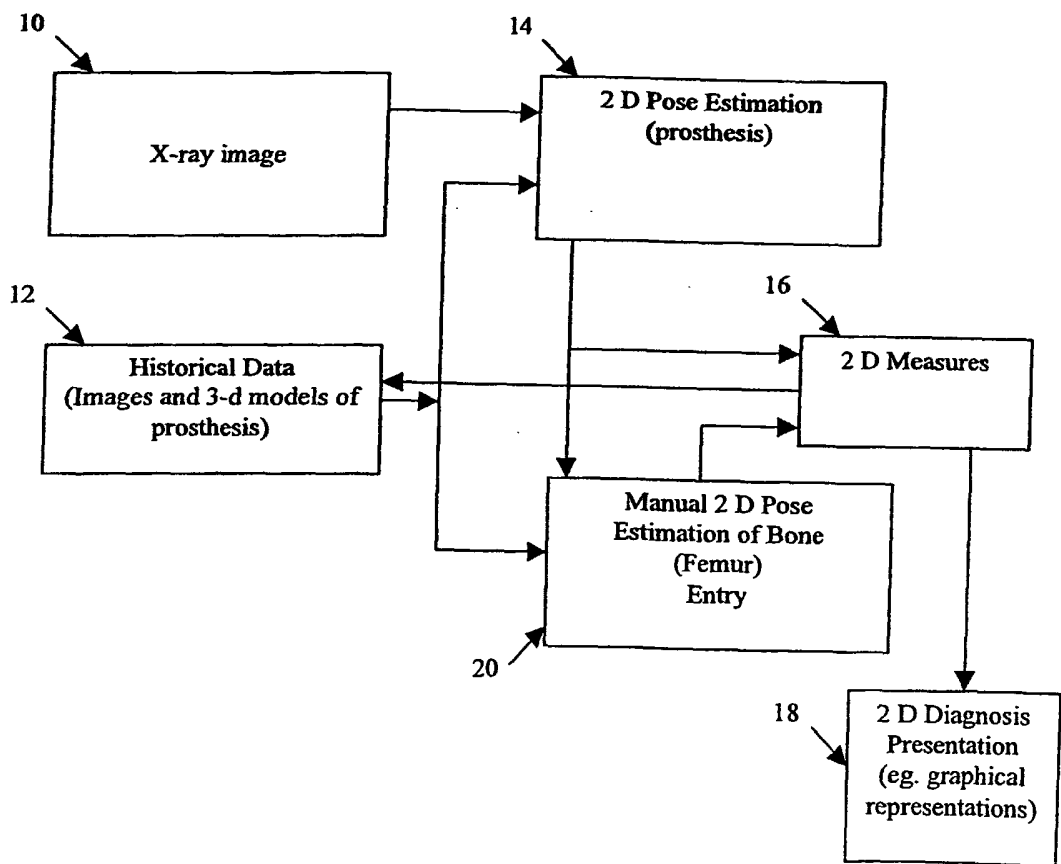 10
X-ray image
14
2 D Pose Estimation
(prosthesis)
12
Historical Data
(Images and 3-d models of
prosthesis)
16
2 D Measures
Manual 2 D Pose
Estimation of Bone
(Femur)
Entry
20
18
2 D Diagnosis
Presentation
(eg. graphical
representations)